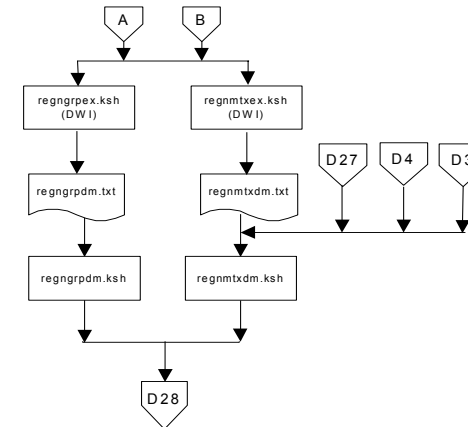 A
B
regngrpex.ksh
(DWI)
regnmtxex.ksh
(DWI)
D27
D4
regngrpdm.txt
regnmtxdm.txt
regngrpdm.ksh
regnmtxdm.ksh
D28